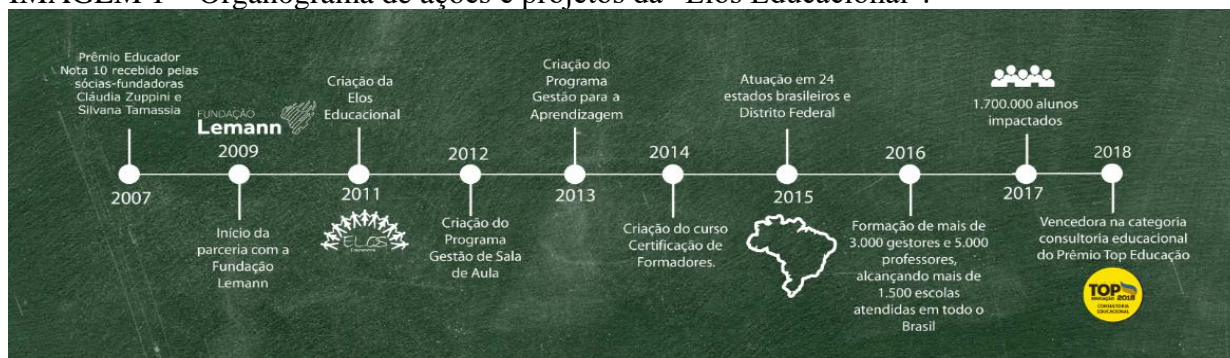 IMAGEM 1 – Organograma de ações e projetos da "Elos Educacional".
Prêmio Educador
Nota 10 recebido pelas
sócias-fundadoras
Cláudia Zuppini e
Silvana Tamassia
2007
FUNDAÇÃO
Lemann
2009
Início da
parceria com a
Fundação
Lemann
Criação da
Elos
Educacional
2011
ELOS
2012
Criação do
Programa
Gestão de Sala
de Aula
Criação do
Programa
Gestão para a
Aprendizagem
2013
2014
Criação do curso
Certificação de
Formadores.
Atuação em 24
estados brasileiros e
Distrito Federal
2015
2016
Formação de mais de
3.000 gestores e 5.000
professores,
alcançando mais de
1.500 escolas
atendidas em todo o
Brasil
1.700.000 alunos
impactados
2017
2018
Vencedora na categoria
consultoria educacional
do Prêmio Top Educação
TOP
EDUCAÇÃO 2018
CONSULTORIA
EDUCACIONAL